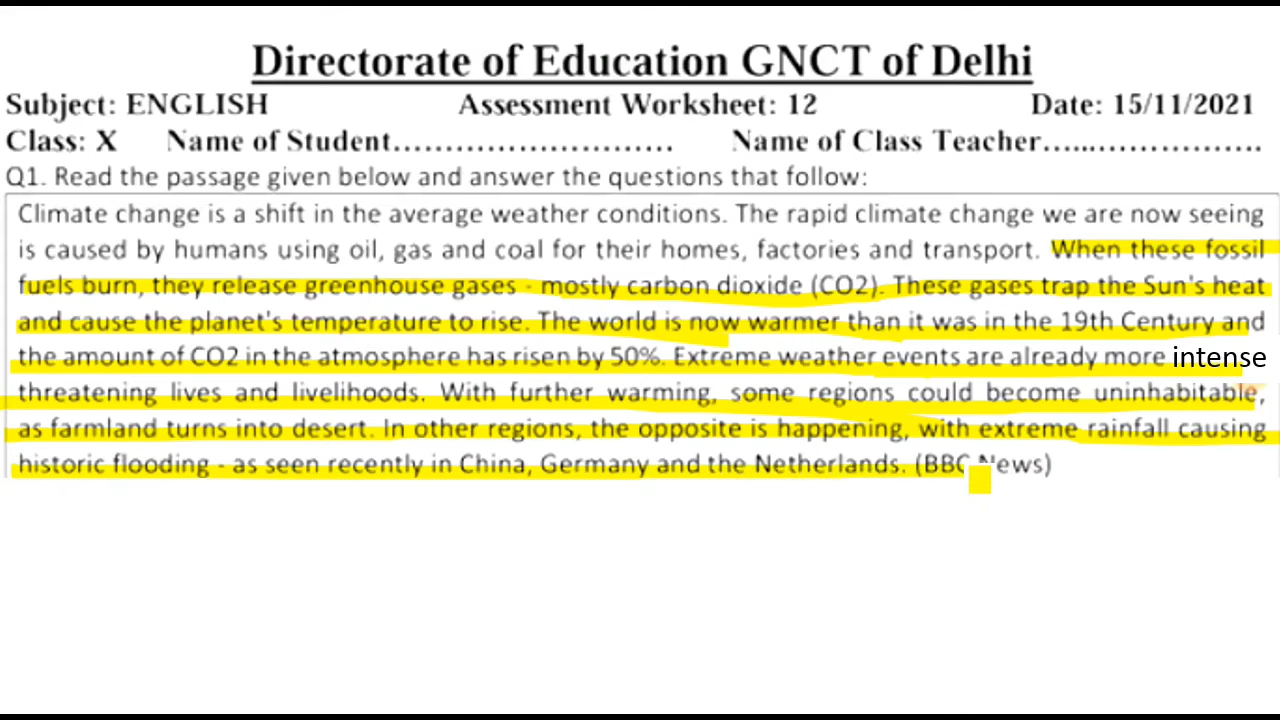 Directorate of Education GNCT of Delhi
Subject: ENGLISH Assessment Worksheet: 12 Date: 15/11/2021
Class: X Name of Student........................... Name of Class Teacher......................
Q1. Read the passage given below and answer the questions that follow:
Climate change is a shift in the average weather conditions. The rapid climate change we are now seeing
is caused by humans using oil, gas and coal for their homes, factories and transport. When these fossil
fuels burn, they release greenhouse gases - mostly carbon dioxide (CO2). These gases trap the Sun's heat
and cause the planet's temperature to rise. The world is now warmer than it was in the 19th Century and
the amount of CO2 in the atmosphere has risen by 50%. Extreme weather events are already more intense
threatening lives and livelihoods. With further warming, some regions could become uninhabitable,
as farmland turns into desert. In other regions, the opposite is happening, with extreme rainfall causing
historic flooding - as seen recently in China, Germany and the Netherlands. (BBC News)